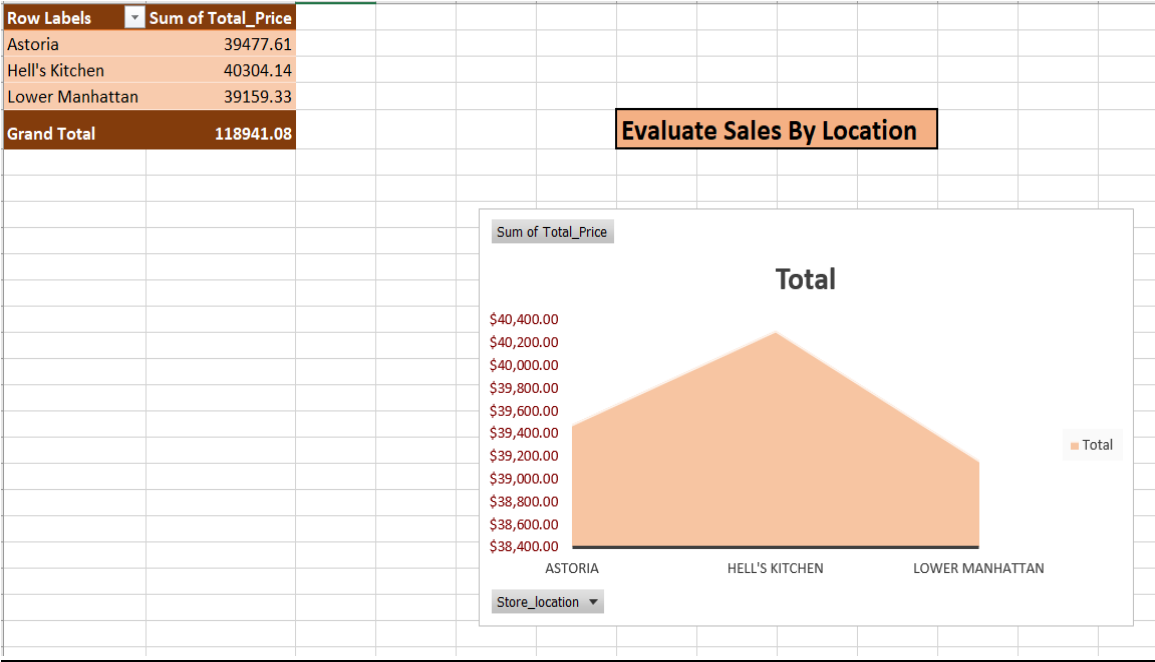 Row Labels Sum of Total_Price
Astoria 39477.61
Hell's Kitchen 40304.14
Lower Manhattan 39159.33
Grand Total 118941.08
Evaluate Sales By Location
Sum of Total_Price
Total
$40,400.00
$40,200.00
$40,000.00
$39,800.00
$39,600.00
$39,400.00
$39,200.00
$39,000.00
$38,800.00
$38,600.00
$38,400.00
Total
ASTORIA HELL'S KITCHEN LOWER MANHATTAN
Store_location